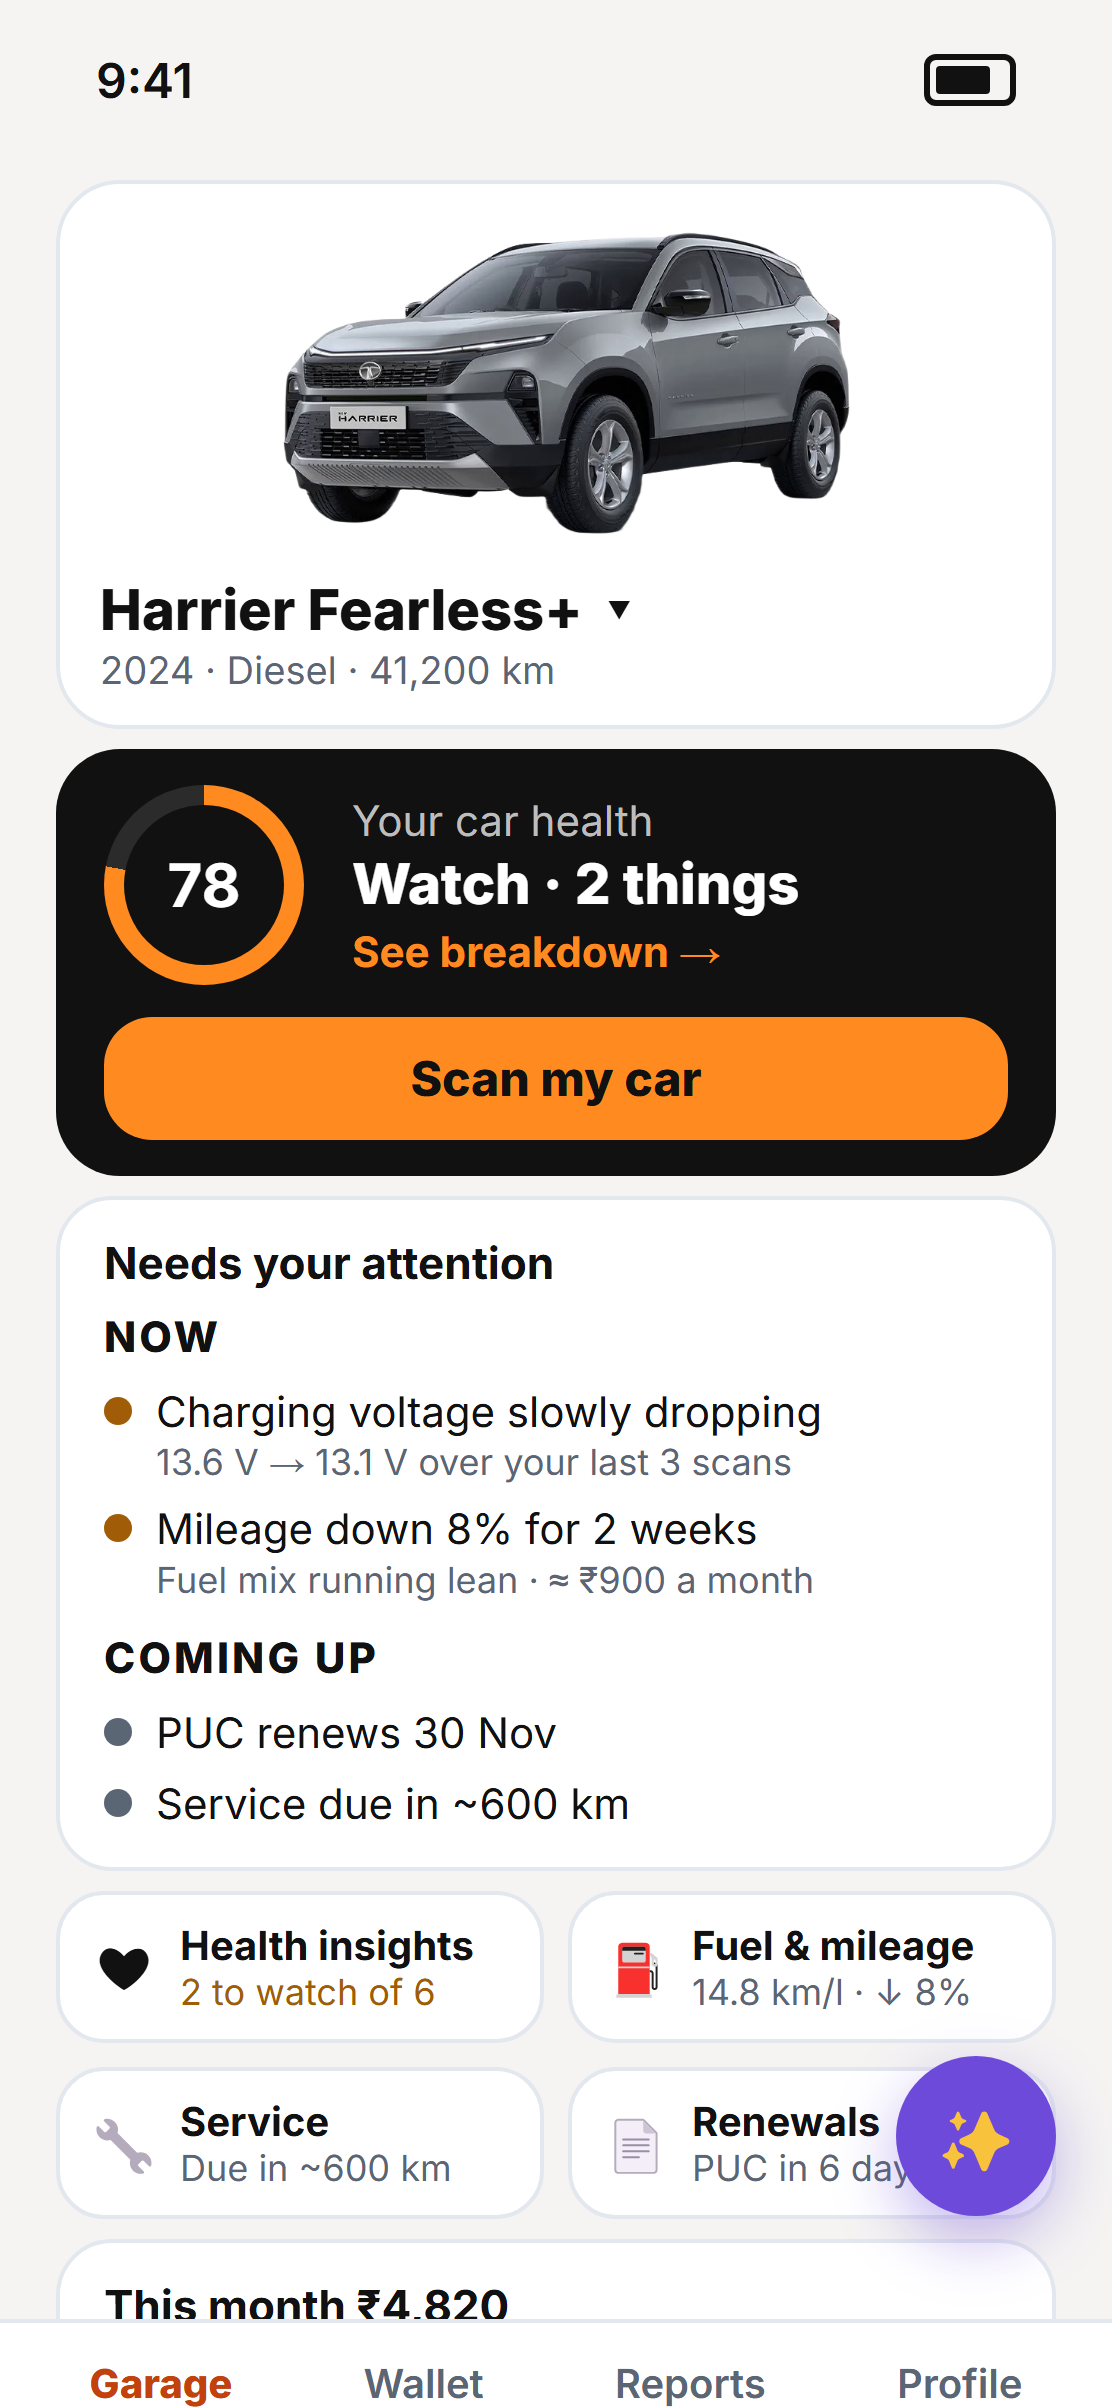 9:41
HARRIER
Harrier Fearless+ ▼
2024 · Diesel · 41,200 km
78
Your car health
Watch · 2 things
See breakdown →
Scan my car
Needs your attention
NOW
Charging voltage slowly dropping
13.6 V → 13.1 V over your last 3 scans
Mileage down 8% for 2 weeks
Fuel mix running lean · ≈ ₹900 a month
COMING UP
PUC renews 30 Nov
Service due in ~600 km
Health insights
2 to watch of 6
Fuel & mileage
14.8 km/l · ↓ 8%
Service
Due in ~600 km
Renewals
PUC in 6 day
This month ₹4,820
Garage
Wallet
Reports
Profile